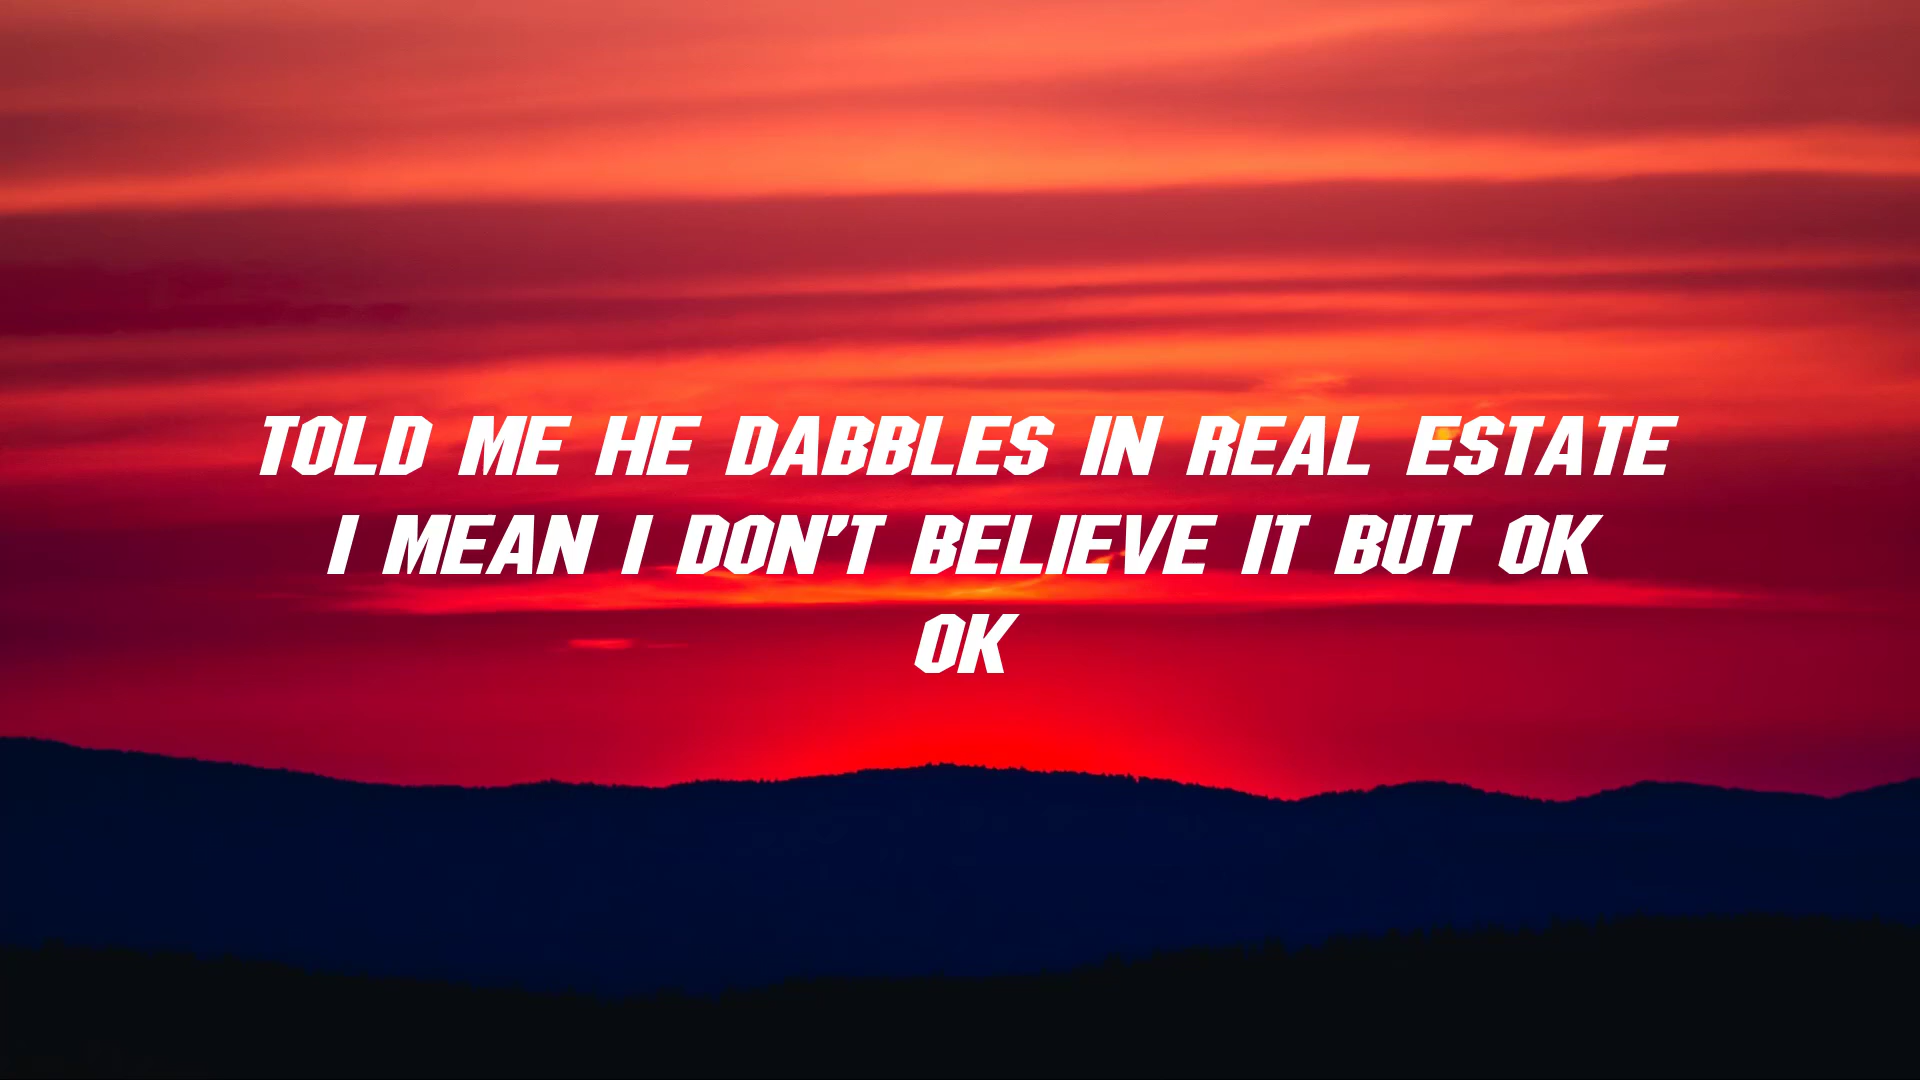 TOLD ME HE DABBLES IN REAL ESTATE
I MEAN I DON'T BELIEVE IT BUT OK
OK